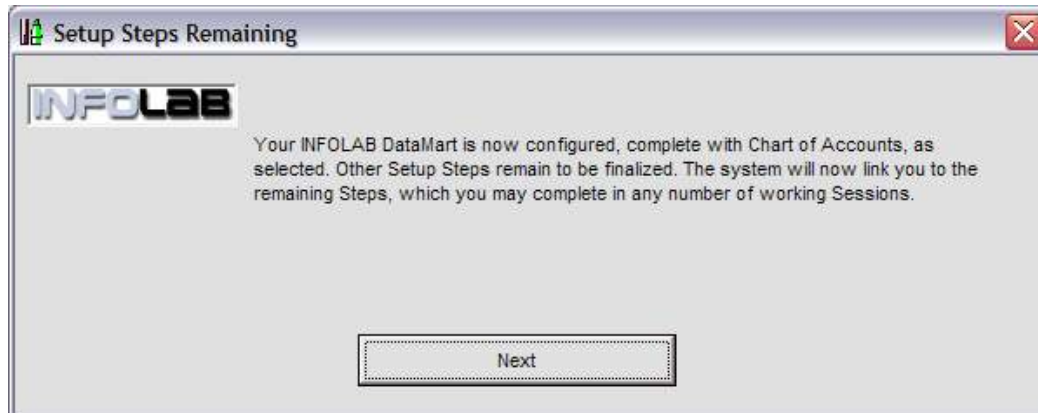 Setup Steps Remaining
INFOLAB
Your INFOLAB DataMart is now configured, complete with Chart of Accounts, as
selected. Other Setup Steps remain to be finalized. The system will now link you to the
remaining Steps, which you may complete in any number of working Sessions.
Next